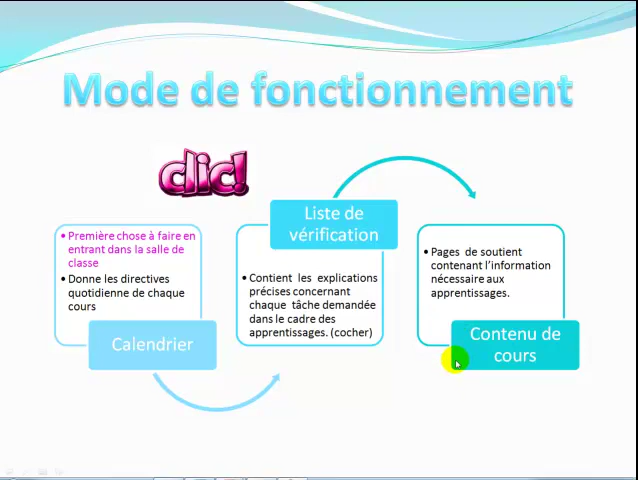 Mode de fonctionnement
clic!
• Première chose à faire en
entrant dans la salle de
classe
• Donne les directives
quotidienne de chaque
cours
Calendrier
Liste de
vérification
• Contient les explications
précises concernant
chaque tâche demandée
dans le cadre des
apprentissages. (cocher)
• Pages de soutient
contenant l’information
nécessaire aux
apprentissages.
Contenu de
cours